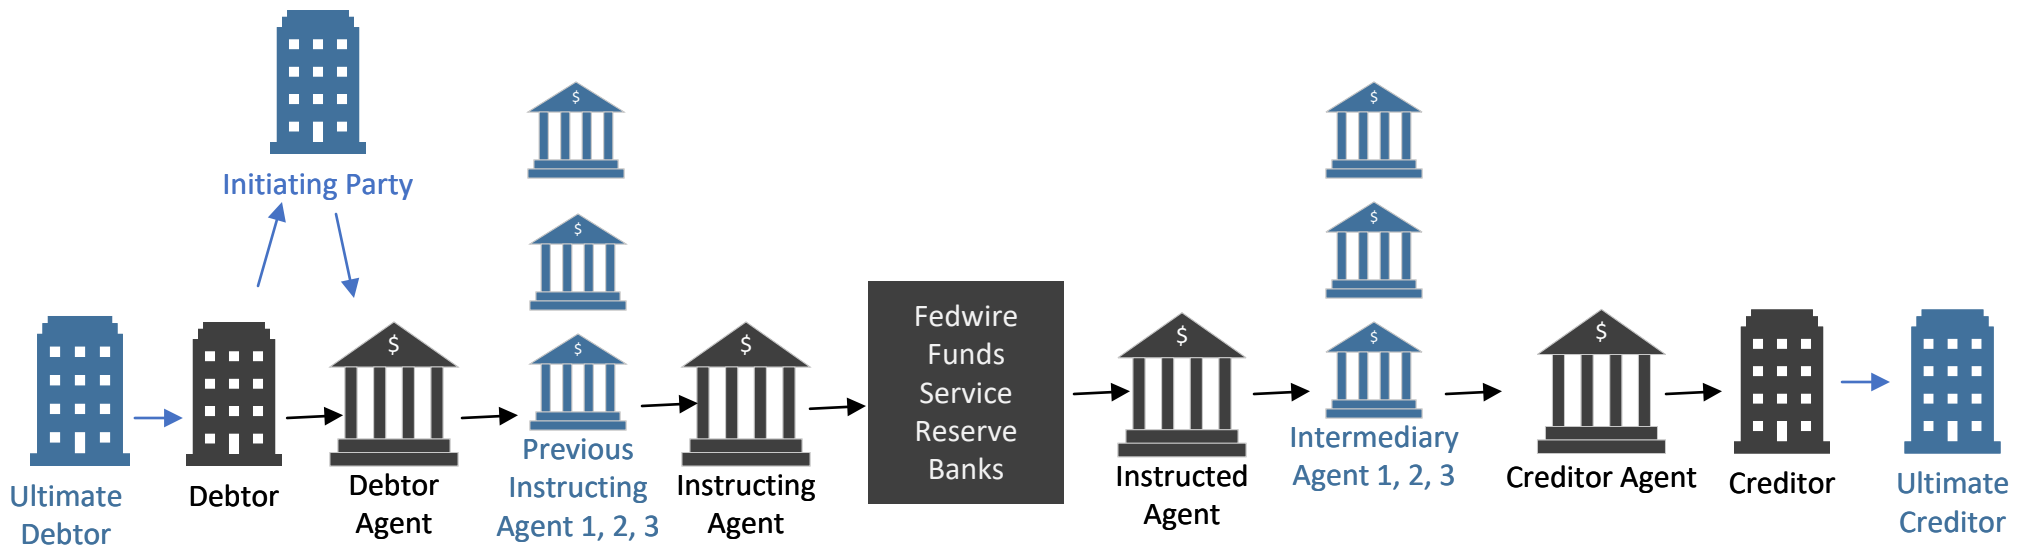 $
$
Initiating Party
$
$
Fedwire
Funds
Service
Reserve
Banks
$
$
$
$
$
$
Ultimate
Debtor
Debtor
Debtor
Agent
Previous
Instructing
Agent 1, 2, 3
Instructing
Agent
Instructed
Agent
Intermediary
Agent 1, 2, 3
Creditor Agent
Creditor
Ultimate
Creditor
$